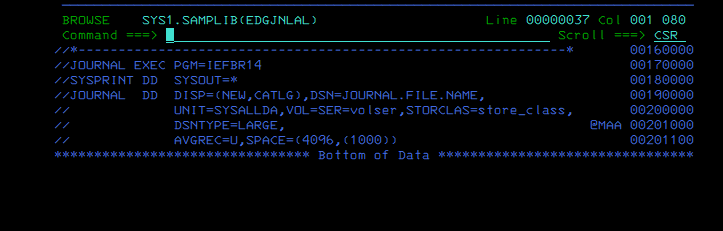 BROWSE    SYS1.SAMPLIB(EDGJNLAL)                     Line 00000037 Col 001 080
Command ===>                                                  Scroll ===> CSR
//*-------------------------------------------------------------* 00160000
//JOURNAL EXEC PGM=IEFBR14                                              00170000
//SYSPRINT DD  SYSOUT=*                                                 00180000
//JOURNAL  DD  DISP=(NEW,CATLG),DSN=JOURNAL.FILE.NAME,                  00190000
//             UNIT=SYSALLDA,VOL=SER=volser,STORCLAS=store_class,       00200000
//             DSNTYPE=LARGE,                                      @MAA 00201000
//             AVGREC=U,SPACE=(4096,(1000))                             00201100
******************************** Bottom of Data ********************************